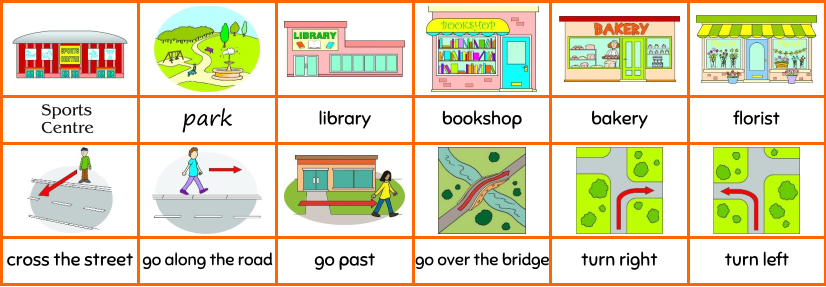 SPORTS
CENTRE
LIBRARY
BOOKSHOP
BAKERY
Sports
Centre
park
library
bookshop
bakery
florist
cross the street
go along the road
go past
go over the bridge
turn right
turn left